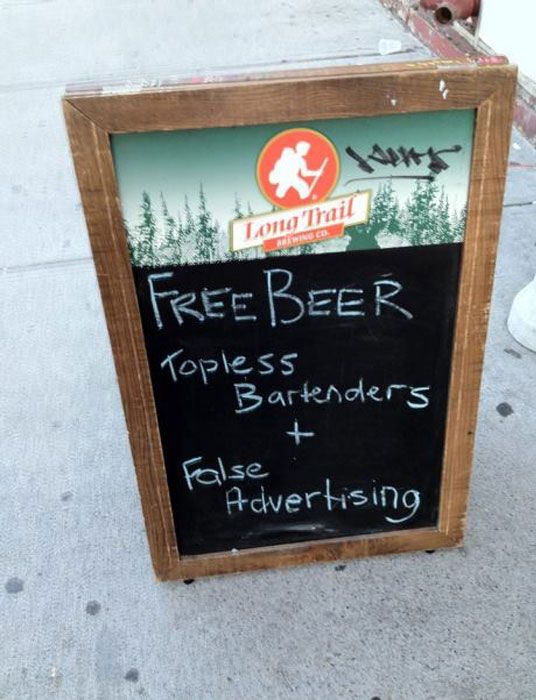 Long Trail
BREWING CO.
FREE BEER
Topless
Bartenders
+
False
Advertising